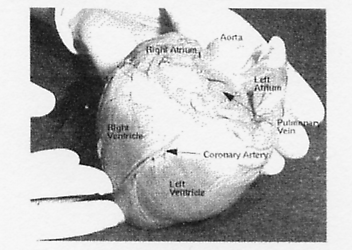 Aorta
Right Atrium
Left
Atrium
Pulmonary
Vein
Right
Ventricle
Coronary Artery
Left
Ventricle